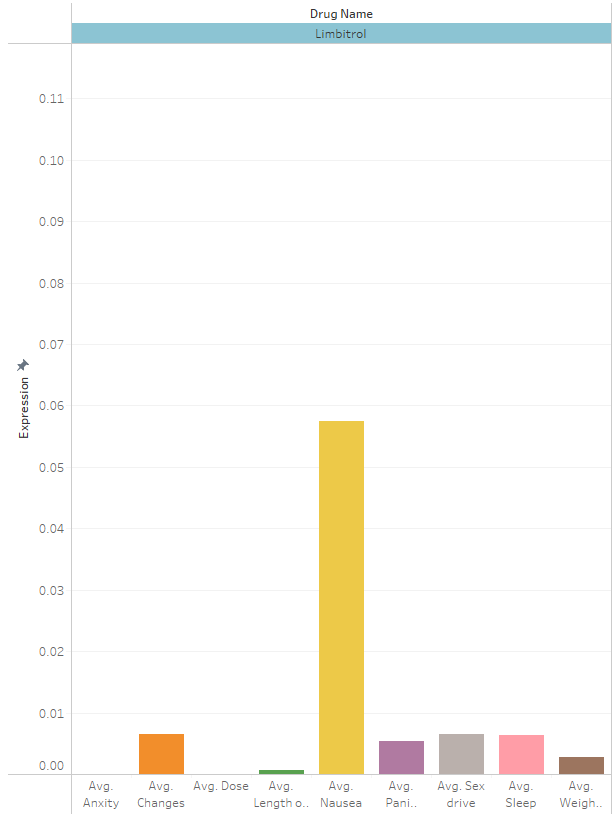 Drug Name
Limbitrol
0.11
0.10
0.09
0.08
0.07
0.06
0.05
0.04
0.03
0.02
0.01
0.00
Expression
Avg. Anxity
Avg. Changes
Avg. Dose
Avg. Length o..
Avg. Nausea
Avg. Pani..
Avg. Sex drive
Avg. Sleep
Avg. Weigh..